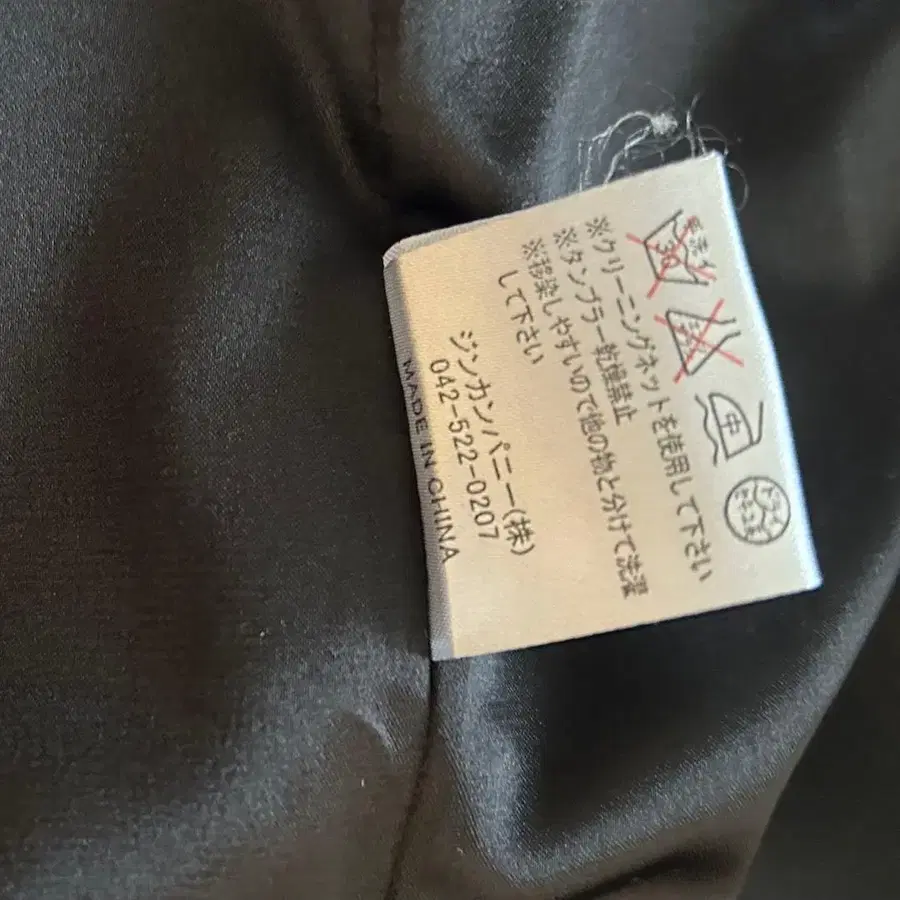 30
中
ドライ
※クリーニングネットを使用して下さい
※タンブラー乾燥禁止
※移染しやすいので他の物と分けて洗濯
して下さい
ジンカンパニー(株)
042-522-0207
MADE IN CHINA